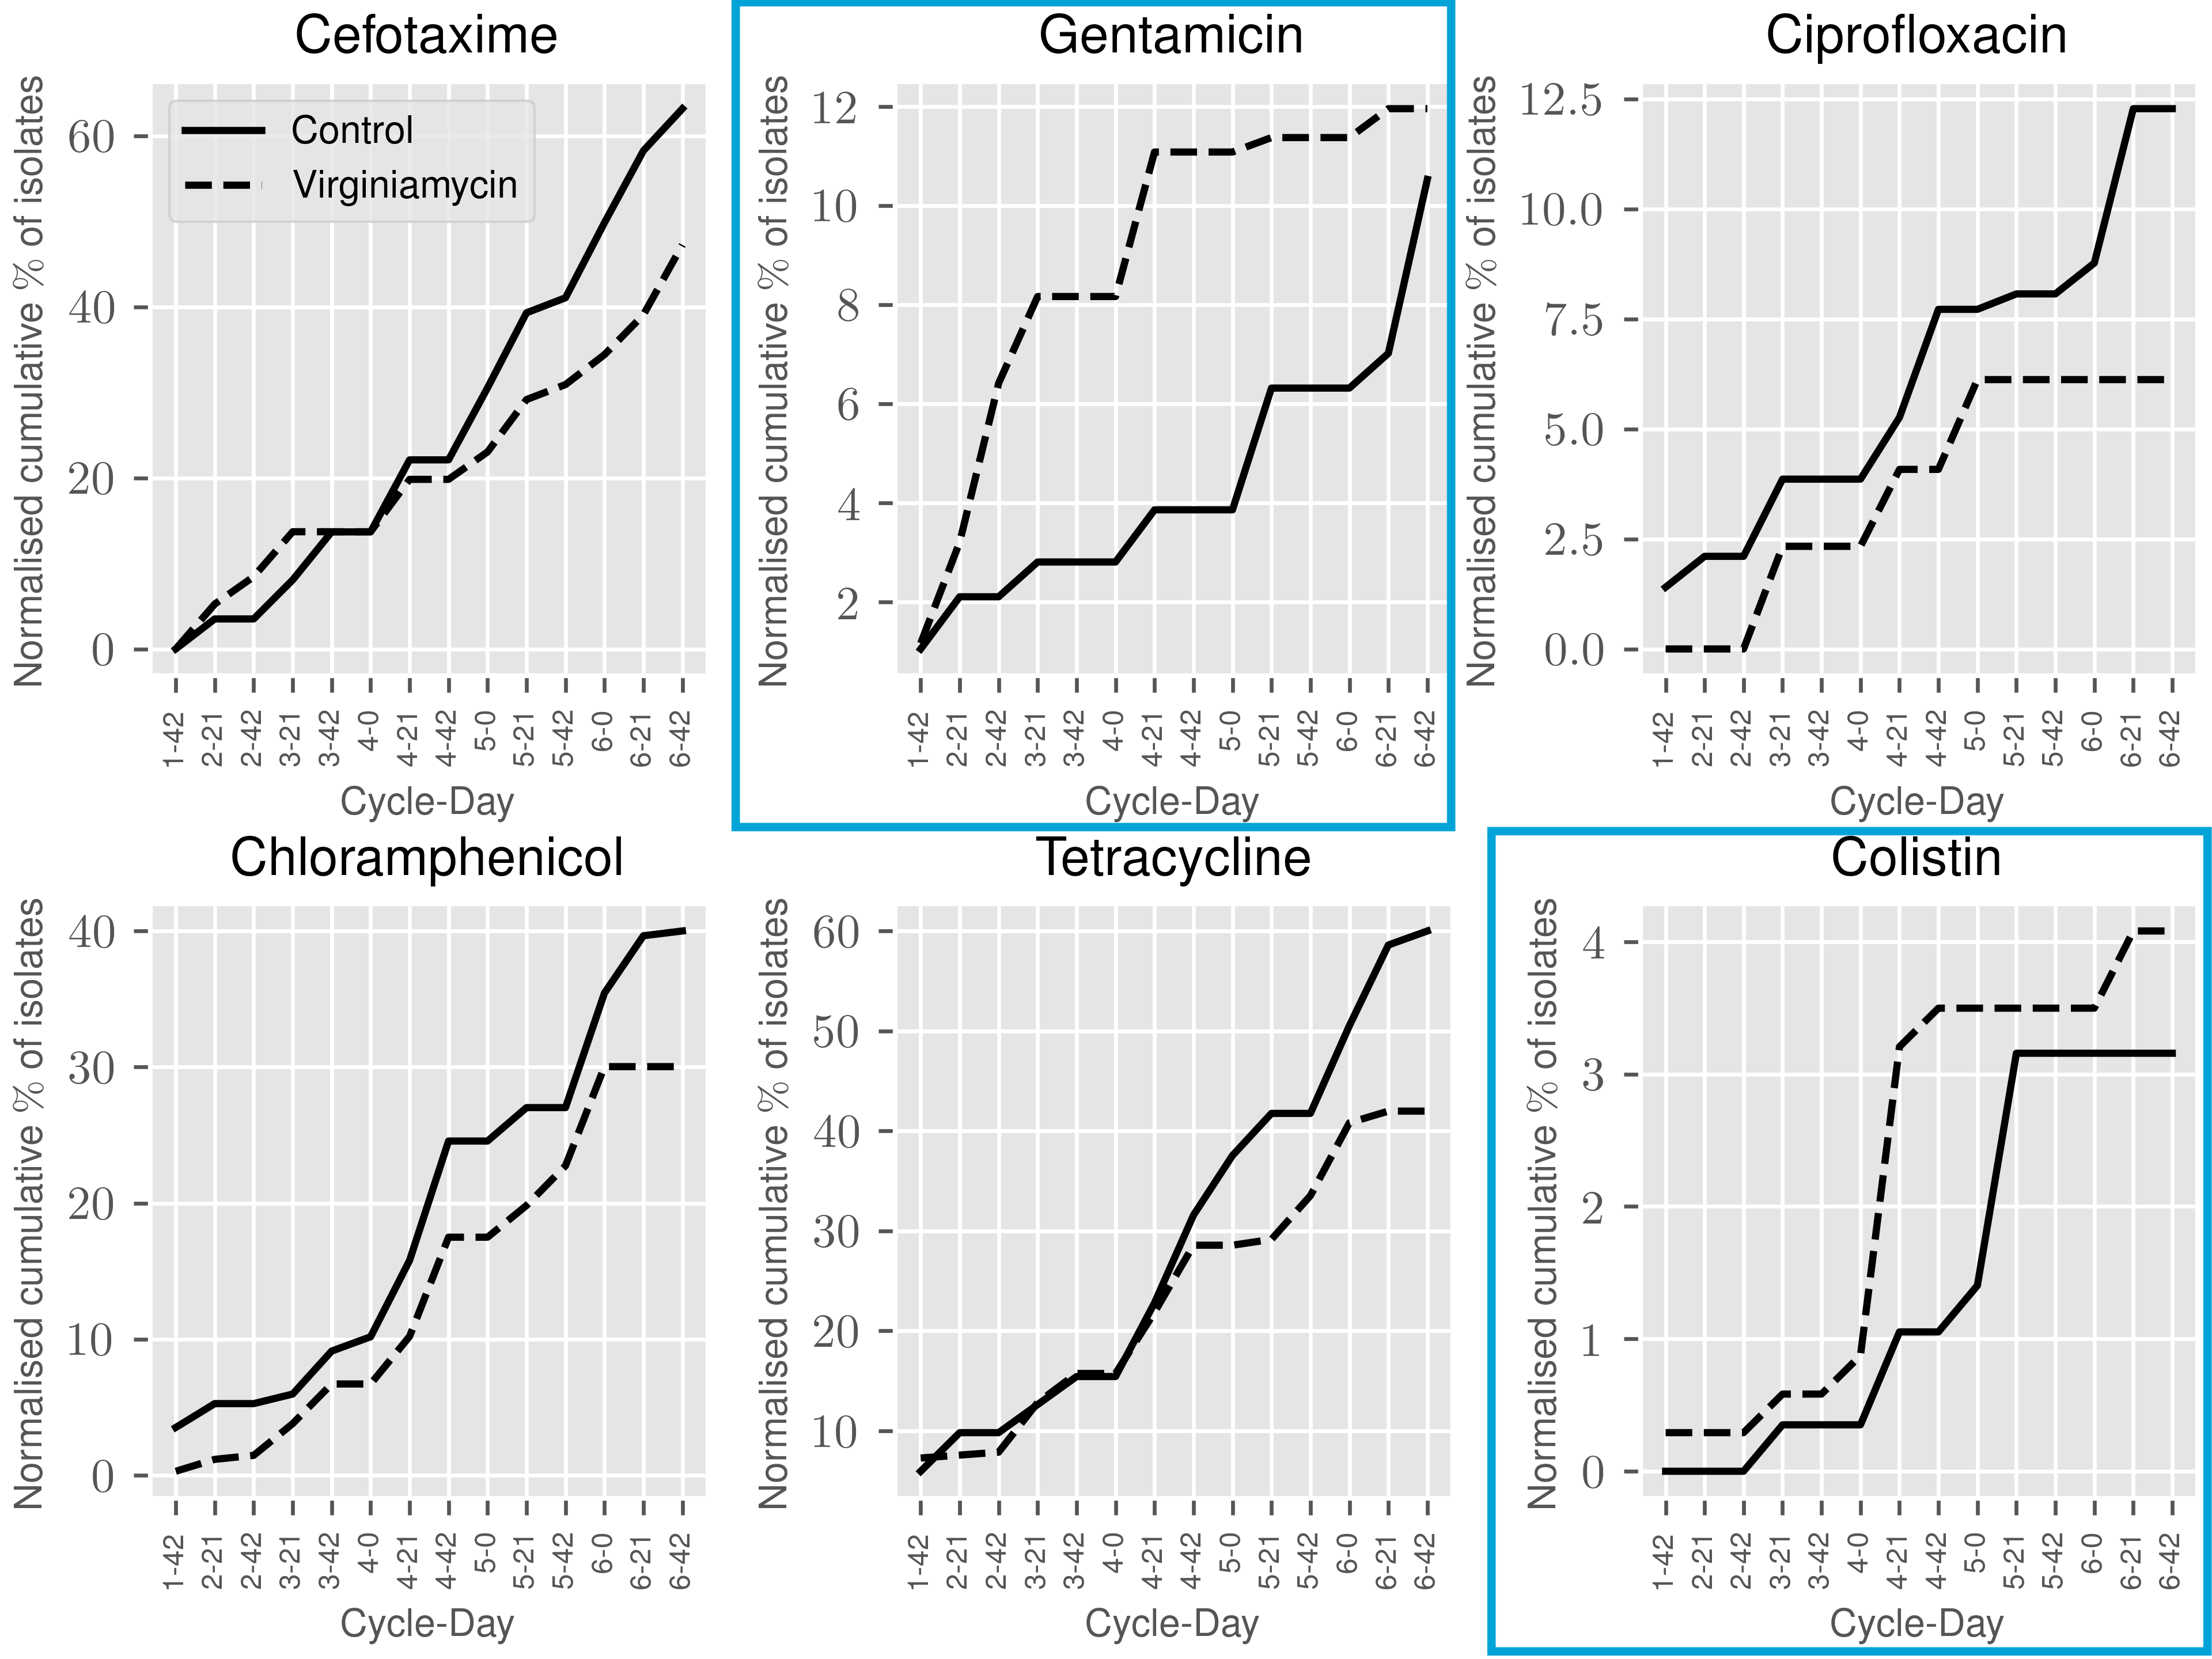 Cefotaxime
Normalised cumulative % of isolates
60
40
20
0
Control
Virginiamycin
1-42 2-21 2-42 3-21 3-42 4-0 4-21 4-42 5-0 5-21 5-42 6-0 6-21 6-42
Cycle-Day
Gentamicin
Normalised cumulative % of isolates
12
10
8
6
4
2
1-42 2-21 2-42 3-21 3-42 4-0 4-21 4-42 5-0 5-21 5-42 6-0 6-21 6-42
Cycle-Day
Ciprofloxacin
Normalised cumulative % of isolates
12.5
10.0
7.5
5.0
2.5
0.0
1-42 2-21 2-42 3-21 3-42 4-0 4-21 4-42 5-0 5-21 5-42 6-0 6-21 6-42
Cycle-Day
Chloramphenicol
Normalised cumulative % of isolates
40
30
20
10
0
1-42 2-21 2-42 3-21 3-42 4-0 4-21 4-42 5-0 5-21 5-42 6-0 6-21 6-42
Cycle-Day
Tetracycline
Normalised cumulative % of isolates
60
50
40
30
20
10
1-42 2-21 2-42 3-21 3-42 4-0 4-21 4-42 5-0 5-21 5-42 6-0 6-21 6-42
Cycle-Day
Colistin
Normalised cumulative % of isolates
4
3
2
1
0
1-42 2-21 2-42 3-21 3-42 4-0 4-21 4-42 5-0 5-21 5-42 6-0 6-21 6-42
Cycle-Day